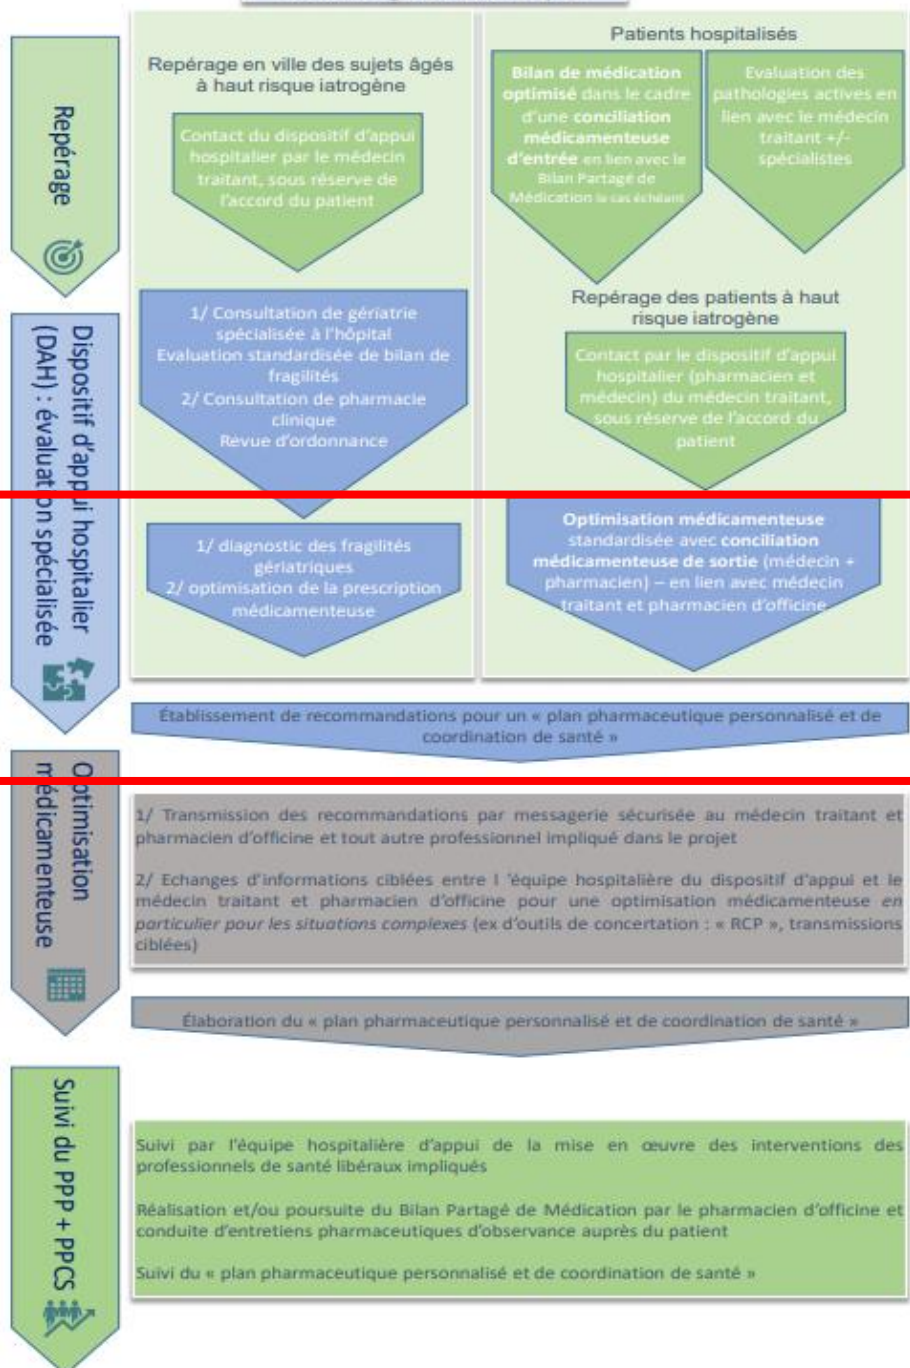 Repérage
Repérage en ville des sujets âgés
à haut risque iatrogène
Contact du dispositif d'appui
hospitalier par le médecin
traitant, sous réserve de
l'accord du patient
Patients hospitalisés
Bilan de médication
optimisé dans le cadre
d'une conciliation
médicamenteuse
d'entrée en lien avec le
Bilan Partagé de
Médication le cas échéant
Evaluation des
pathologies actives en
lien avec le médecin
traitant +/-
spécialistes
Repérage des patients à haut
risque iatrogène
Contact par le dispositif d'appui
hospitalier (pharmacien et
médecin) du médecin traitant,
sous réserve de l'accord du
patient
Dispositif d'appui hospitalier
(DAH) : évaluation spécialisée
1/ Consultation de gériatrie
spécialisée à l'hôpital
Evaluation standardisée de bilan de
fragilités
2/ Consultation de pharmacie
clinique
Revue d'ordonnance
1/ diagnostic des fragilités
gériatriques
2/ optimisation de la prescription
médicamenteuse
Optimisation médicamenteuse
standardisée avec conciliation
médicamenteuse de sortie (médecin +
pharmacien) – en lien avec médecin
traitant et pharmacien d'officine
Établissement de recommandations pour un « plan pharmaceutique personnalisé et de
coordination de santé »
Optimisation
médicamenteuse
1/ Transmission des recommandations par messagerie sécurisée au médecin traitant et
pharmacien d'officine et tout autre professionnel impliqué dans le projet
2/ Echanges d'informations ciblées entre l 'équipe hospitalière du dispositif d'appui et le
médecin traitant et pharmacien d'officine pour une optimisation médicamenteuse en
particulier pour les situations complexes (ex d'outils de concertation : « RCP », transmissions
ciblées)
Élaboration du « plan pharmaceutique personnalisé et de coordination de santé »
Suivi du PPP + PPCS
Suivi par l'équipe hospitalière d'appui de la mise en œuvre des interventions des
professionnels de santé libéraux impliqués
Réalisation et/ou poursuite du Bilan Partagé de Médication par le pharmacien d'officine et
conduite d'entretiens pharmaceutiques d'observance auprès du patient
Suivi du « plan pharmaceutique personnalisé et de coordination de santé »